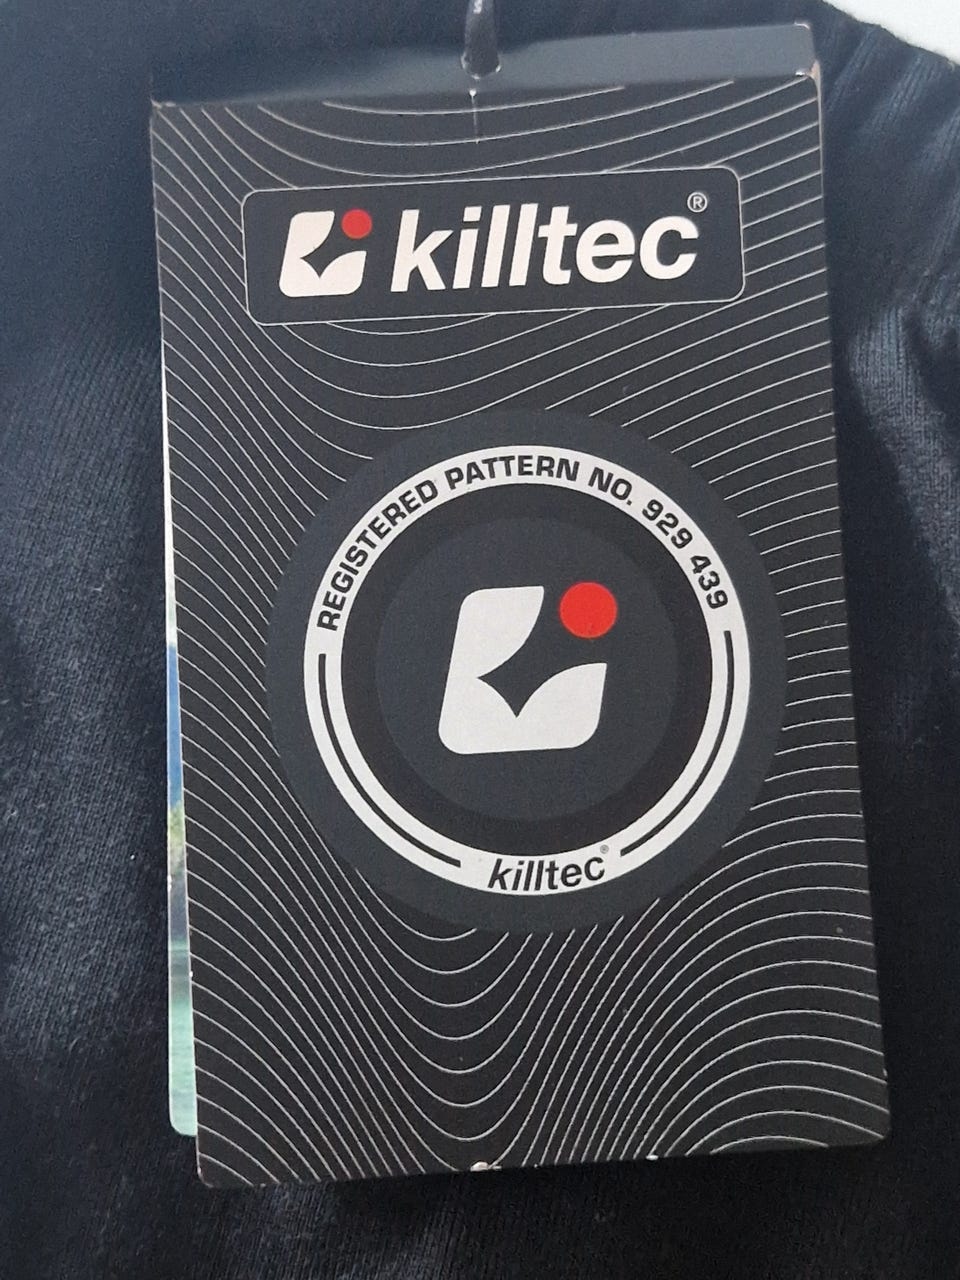 killtec®
REGISTERED PATTERN NO. 929 439
killtec®